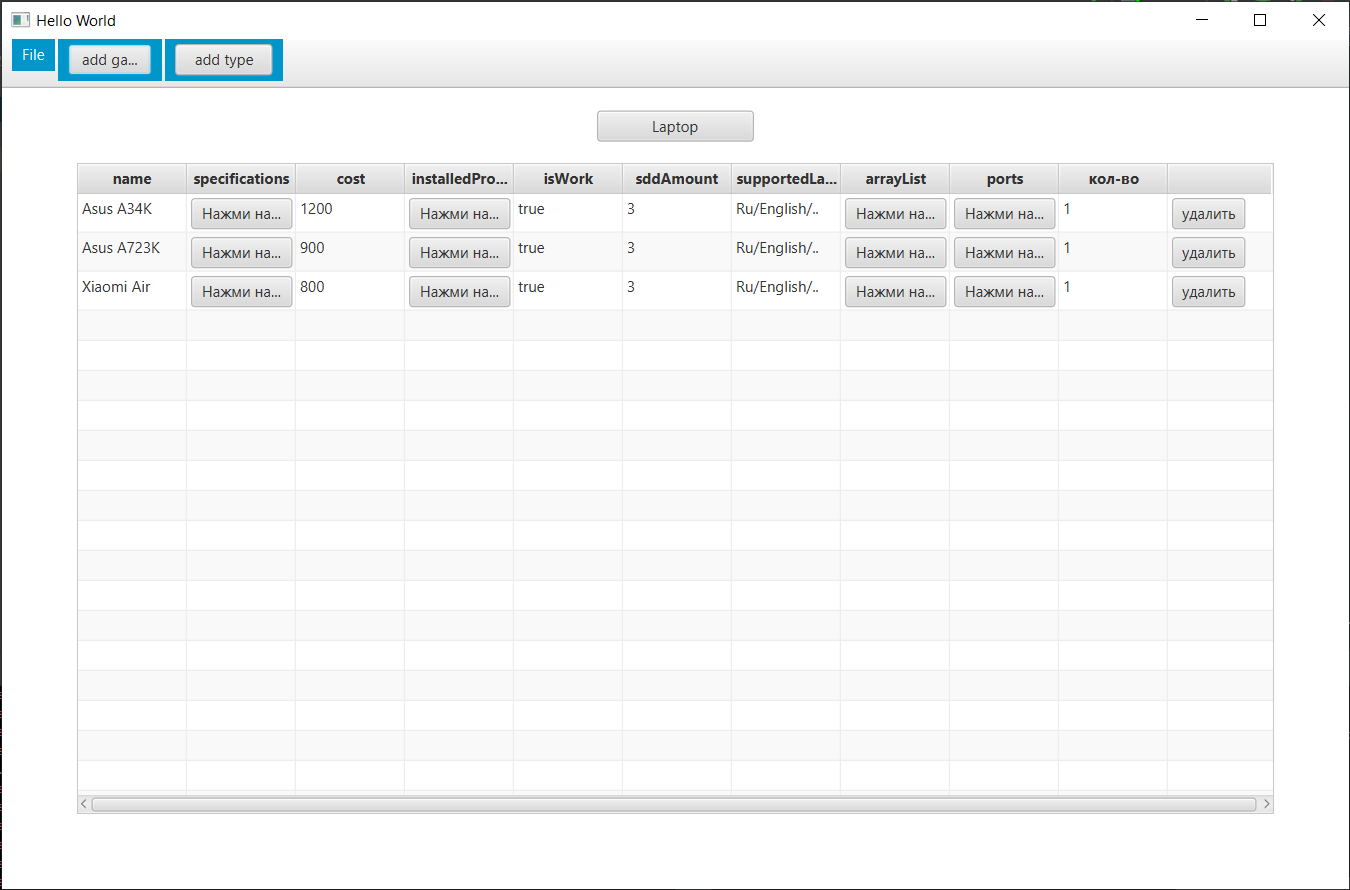 Hello World
File add ga... add type
Laptop
name specifications cost installedPro... isWork sddAmount supportedLa... arrayList ports кол-во
Asus A34K Нажми на... 1200 Нажми на... true 3 Ru/English/.. Нажми на... Нажми на... 1 удалить
Asus A723K Нажми на... 900 Нажми на... true 3 Ru/English/.. Нажми на... Нажми на... 1 удалить
Xiaomi Air Нажми на... 800 Нажми на... true 3 Ru/English/.. Нажми на... Нажми на... 1 удалить